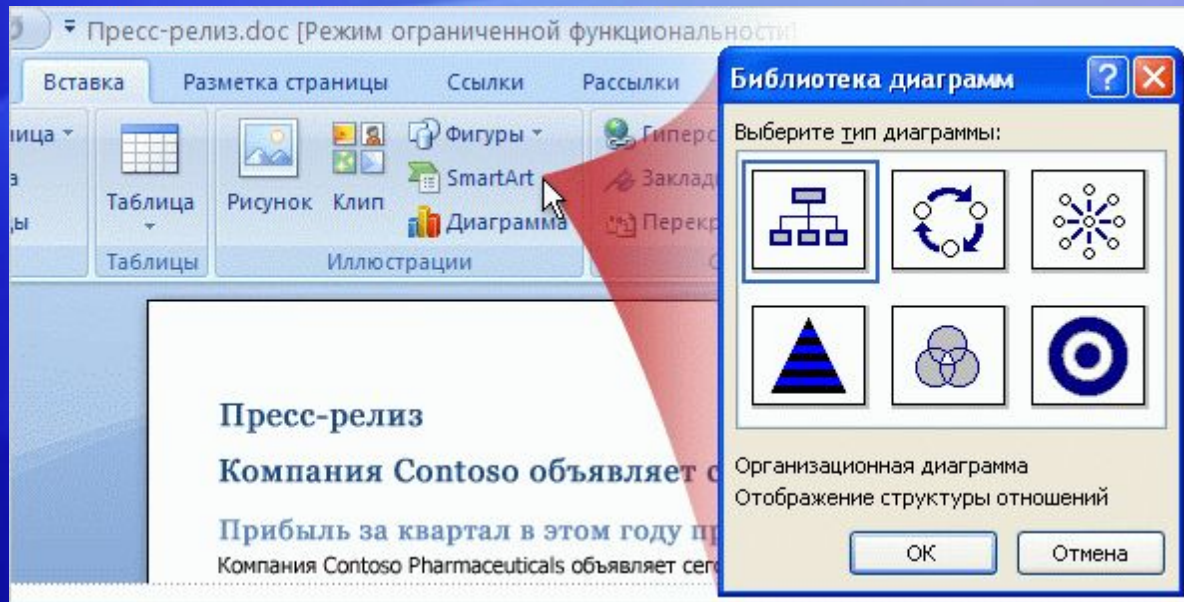 Пресс-релиз.doc [Режим ограниченной функциональности
Вставка Разметка страницы Ссылки Рассылки
Фигуры
SmartArt
Таблица Рисунок Клип
Диаграмма
Таблицы Иллюстрации
Пресс-релиз
Компания Contoso объявляет
Прибыль за квартал в этом году
Компания Contoso Pharmaceuticals объявляет
Библиотека диаграмм
Выберите тип диаграммы:
Организационная диаграмма
Отображение структуры отношений
ОК Отмена